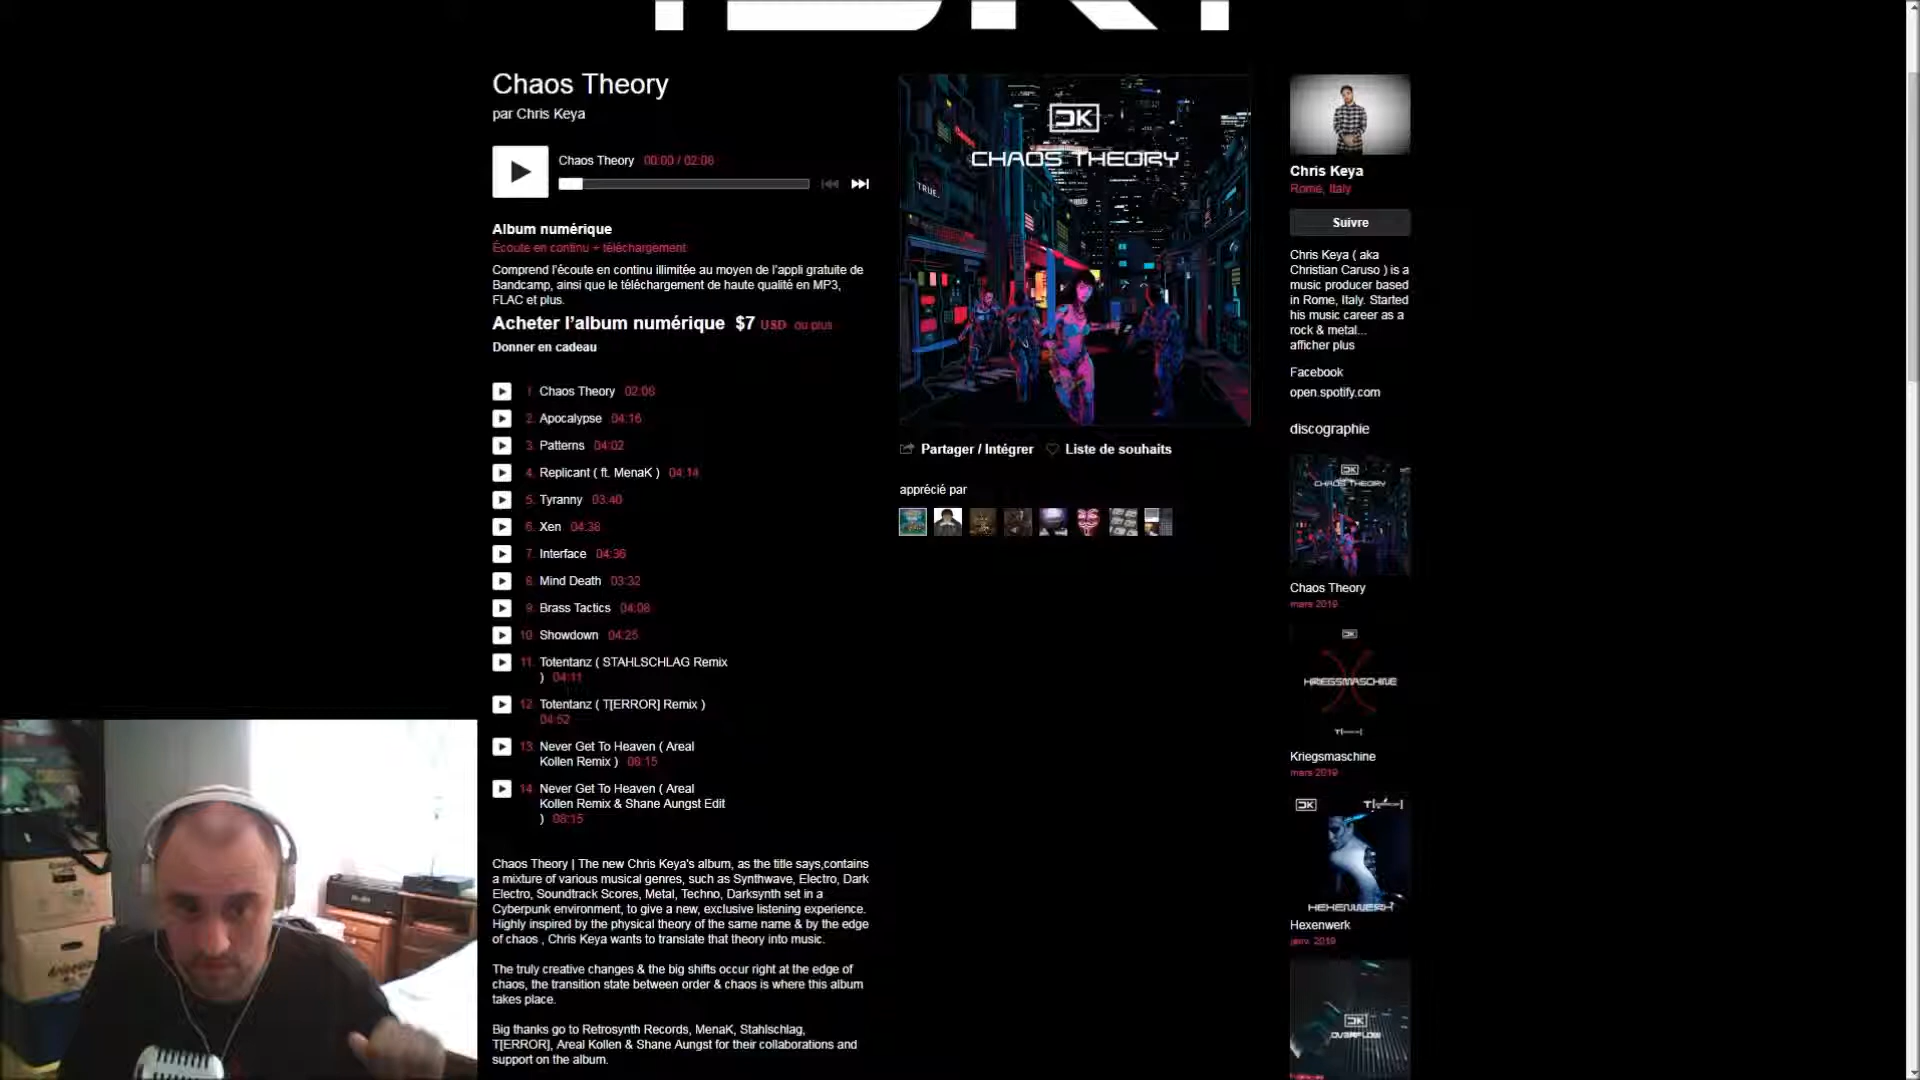 Chaos Theory
par Chris Keya
Chaos Theory 00:00 / 02:06
Album numérique
Écoute en continu + téléchargement
Comprend l'écoute en continu illimitée au moyen de l'appli gratuite de
Bandcamp, ainsi que le téléchargement de haute qualité en MP3,
FLAC et plus.
Acheter l'album numérique $7 USD ou plus
Donner en cadeau
1. Chaos Theory 02:06
2. Apocalypse 04:16
3. Patterns 04:02
4. Replicant ( ft. MenaK ) 04:14
5. Tyranny 03:40
6. Xen 04:38
7. Interface 04:36
8. Mind Death 03:32
9. Brass Tactics 04:08
10. Showdown 04:25
11. Totentanz ( STAHLSCHLAG Remix
) 04:11
12. Totentanz ( T[ERROR] Remix )
04:52
13. Never Get To Heaven ( Areal
Kollen Remix ) 08:15
14. Never Get To Heaven ( Areal
Kollen Remix & Shane Aungst Edit
) 08:15
Chaos Theory | The new Chris Keya's album, as the title says,contains
a mixture of various musical genres, such as Synthwave, Electro, Dark
Electro, Soundtrack Scores, Metal, Techno, Darksynth set in a
Cyberpunk environment, to give a new, exclusive listening experience.
Highly inspired by the physical theory of the same name & by the edge
of chaos , Chris Keya wants to translate that theory into music.
The truly creative changes & the big shifts occur right at the edge of
chaos, the transition state between order & chaos is where this album
takes place.
Big thanks go to Retrosynth Records, MenaK, Stahlschlag,
T[ERROR], Areal Kollen & Shane Aungst for their collaborations and
support on the album.
CK
CHAOS THEORY
TRUE
Partager / Intégrer Liste de souhaits
apprécié par
Chris Keya
Rome, Italy
Suivre
Chris Keya ( aka
Christian Caruso ) is a
music producer based
in Rome, Italy. Started
his music career as a
rock & metal...
afficher plus
Facebook
open.spotify.com
discographie
CK
CHAOS THEORY
Chaos Theory
mars 2019
CK
KRIEGSMASCHINE
Kriegsmaschine
mars 2019
CK
HEXENWERK
Hexenwerk
janv. 2019
CK
OVERFLOW